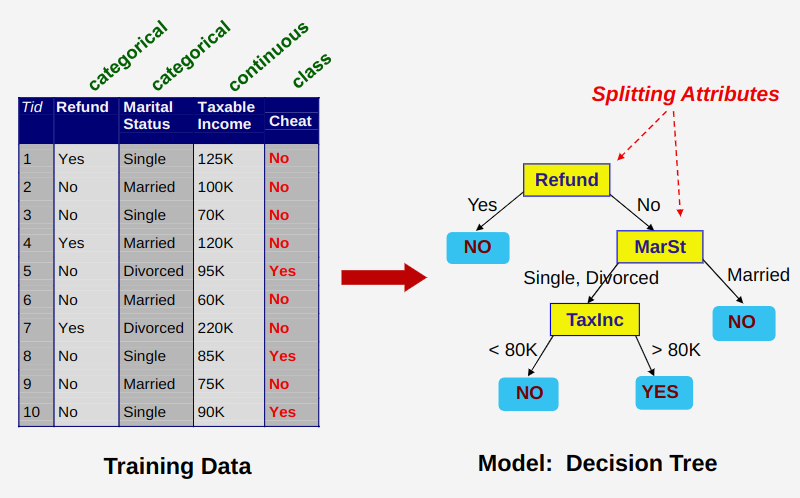 categorical
categorical
continuous
class
Tid Refund Marital Status Taxable Income Cheat
1 Yes Single 125K No
2 No Married 100K No
3 No Single 70K No
4 Yes Married 120K No
5 No Divorced 95K Yes
6 No Married 60K No
7 Yes Divorced 220K No
8 No Single 85K Yes
9 No Married 75K No
10 No Single 90K Yes
Training Data
Splitting Attributes
Refund
Yes No
NO MarSt
Single, Divorced Married
TaxInc NO
< 80K > 80K
NO YES
Model: Decision Tree